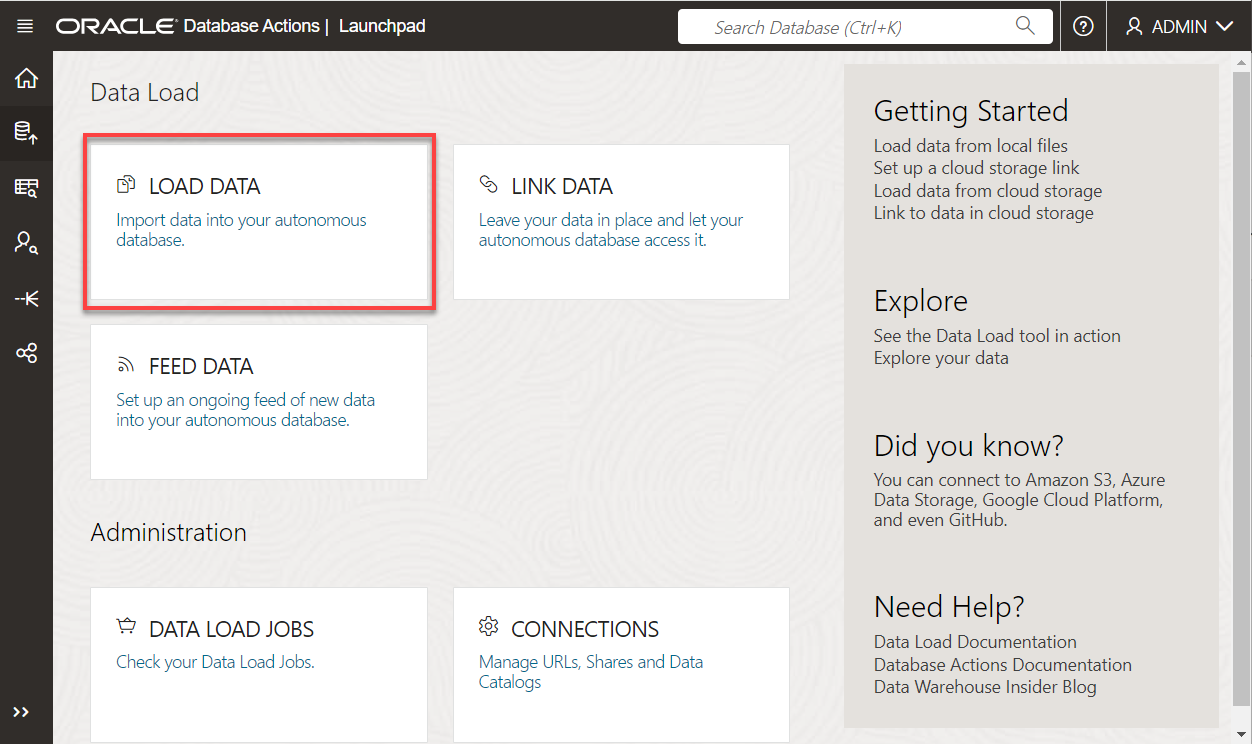 ORACLE Database Actions | Launchpad
Search Database (Ctrl+K)
ADMIN
Data Load
LOAD DATA
Import data into your autonomous
database.
LINK DATA
Leave your data in place and let your
autonomous database access it.
FEED DATA
Set up an ongoing feed of new data
into your autonomous database.
Administration
DATA LOAD JOBS
Check your Data Load Jobs.
CONNECTIONS
Manage URLs, Shares and Data
Catalogs
Getting Started
Load data from local files
Set up a cloud storage link
Load data from cloud storage
Link to data in cloud storage
Explore
See the Data Load tool in action
Explore your data
Did you know?
You can connect to Amazon S3, Azure
Data Storage, Google Cloud Platform,
and even GitHub.
Need Help?
Data Load Documentation
Database Actions Documentation
Data Warehouse Insider Blog